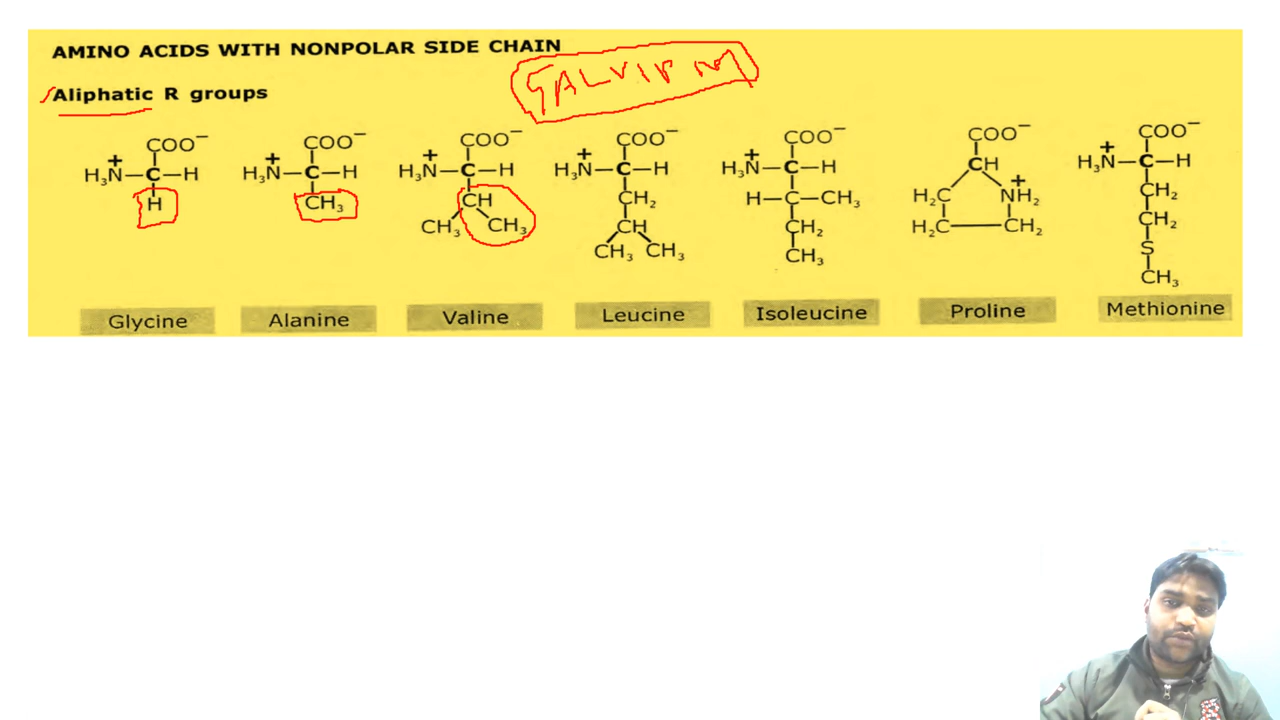 AMINO ACIDS WITH NONPOLAR SIDE CHAIN
GALVIP M
Aliphatic R groups
COO⁻ COO⁻ COO⁻ COO⁻ COO⁻ COO⁻ COO⁻
H₃N⁺—C—H H₃N⁺—C—H H₃N⁺—C—H H₃N⁺—C—H H₃N⁺—C—H CH H₃N⁺—C—H
H CH₃ CH CH₂ H—C—CH₃ H₂C NH₂⁺ CH₂
CH₃ CH₃ CH CH₂ H₂C—CH₂ CH₂
CH₃ CH₃ CH₃ S
CH₃
Glycine Alanine Valine Leucine Isoleucine Proline Methionine